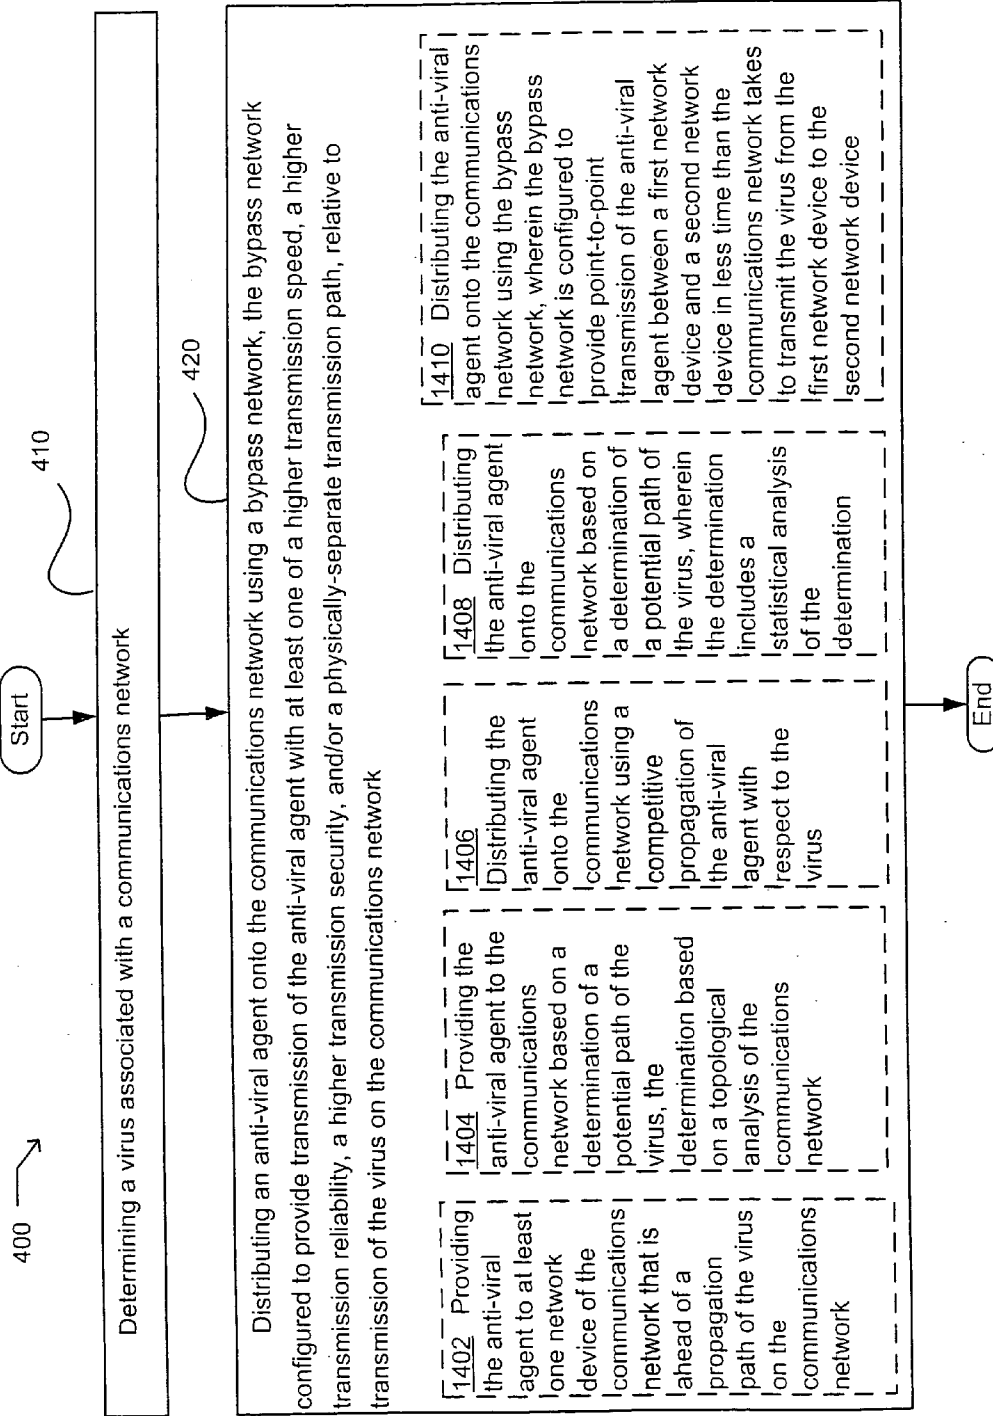 400
Start
410
Determining a virus associated with a communications network
420
Distributing an anti-viral agent onto the communications network using a bypass network, the bypass network
configured to provide transmission of the anti-viral agent with at least one of a higher transmission speed, a higher
transmission reliability, a higher transmission security, and/or a physically-separate transmission path, relative to
transmission of the virus on the communications network
1402 Providing
the anti-viral
agent to at least
one network
device of the
communications
network that is
ahead of a
propagation
path of the virus
on the
communications
network
1404 Providing the
anti-viral agent to the
communications
network based on a
determination of a
potential path of the
virus, the
determination based
on a topological
analysis of the
communications
network
1406
Distributing the
anti-viral agent
onto the
communications
network using a
competitive
propagation of
the anti-viral
agent with
respect to the
virus
1408 Distributing
the anti-viral agent
onto the
communications
network based on
a determination of
a potential path of
the virus, wherein
the determination
includes a
statistical analysis
of the
determination
1410 Distributing the anti-viral
agent onto the communications
network using the bypass
network, wherein the bypass
network is configured to
provide point-to-point
transmission of the anti-viral
agent between a first network
device and a second network
device in less time than the
communications network takes
to transmit the virus from the
first network device to the
second network device
End